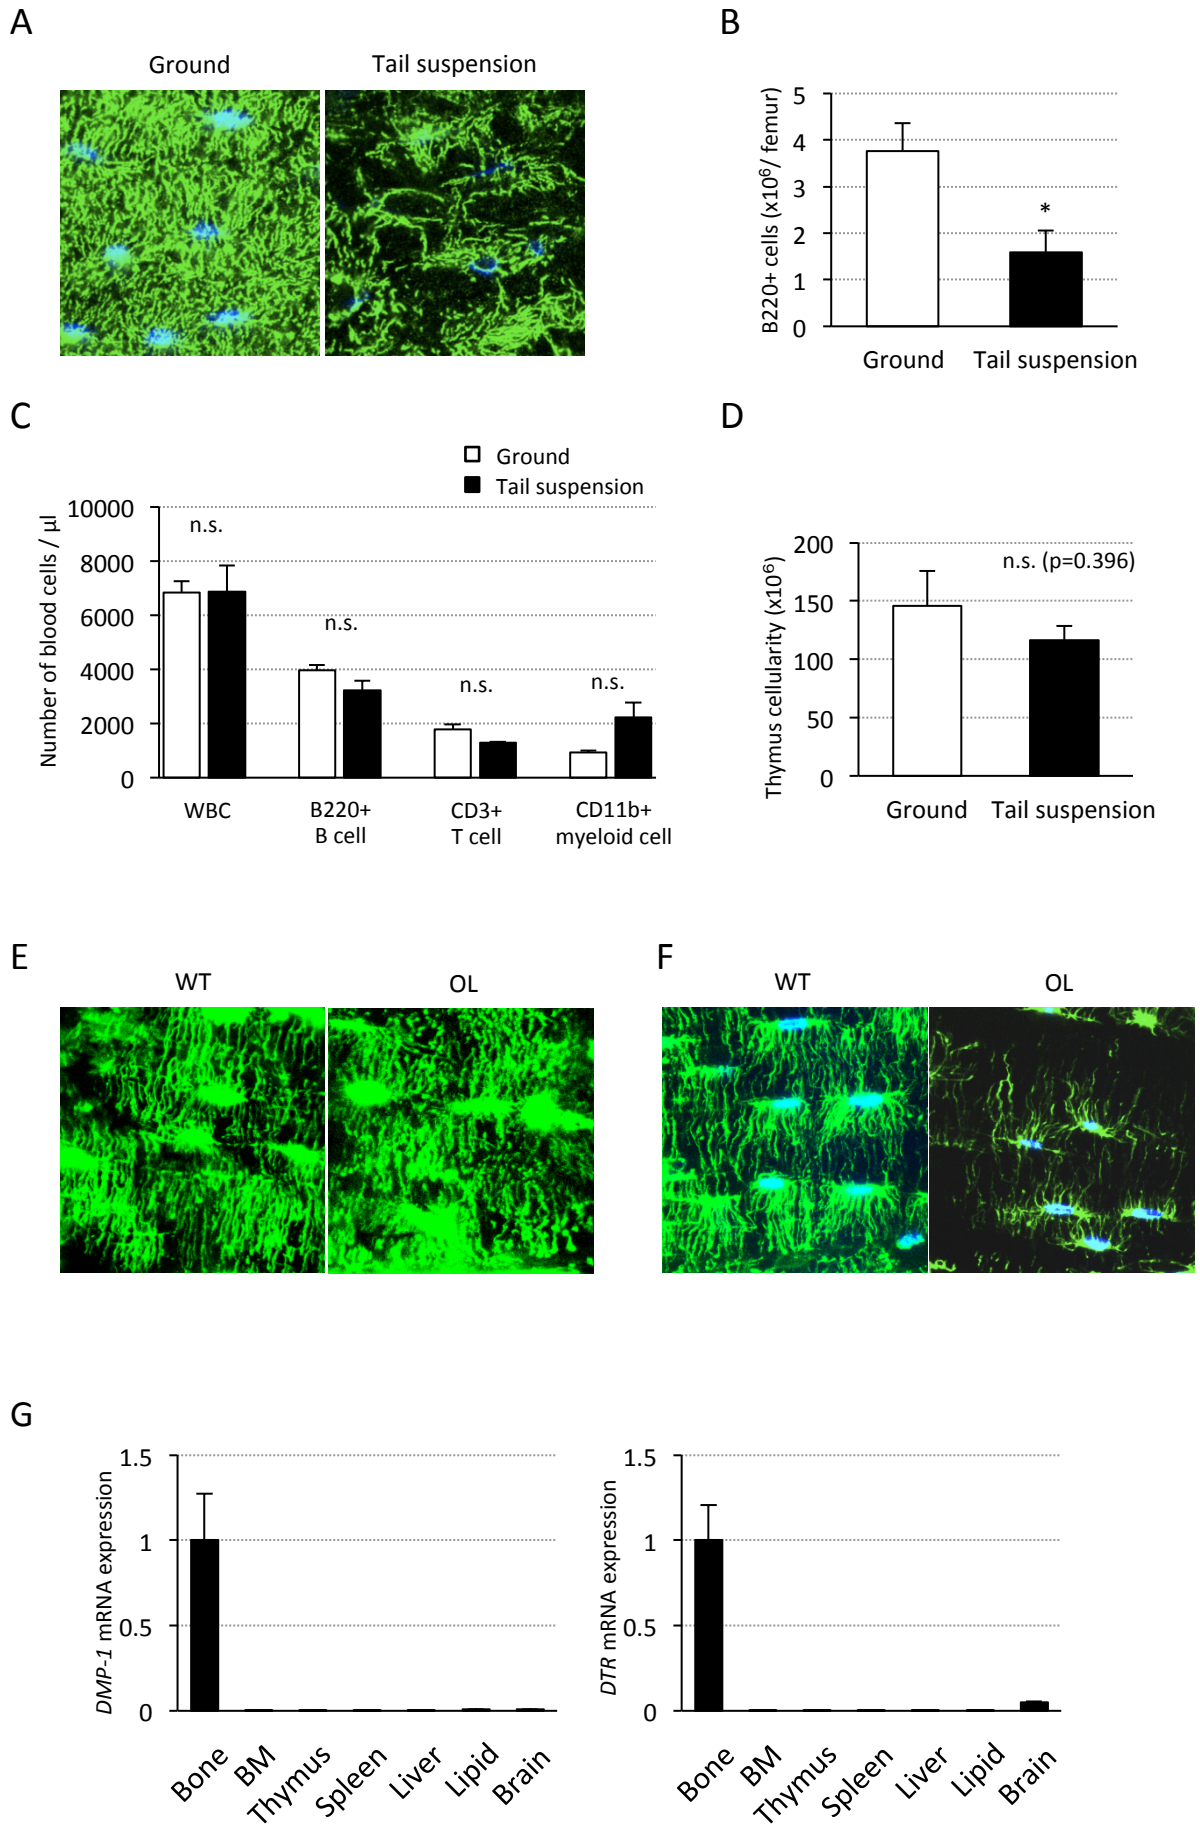 A
Ground
Tail suspension
B
B220+ cells (x10⁶/ femur)
5
4
3
2
1
0
*
Ground
Tail suspension
C
Ground
Tail suspension
Number of blood cells / µl
10000
8000
6000
4000
2000
0
n.s.
n.s.
n.s.
n.s.
WBC
B220+
B cell
CD3+
T cell
CD11b+
myeloid cell
D
Thymus cellularity (x10⁶)
200
150
100
50
0
n.s. (p=0.396)
Ground
Tail suspension
E
WT
OL
F
WT
OL
G
DMP-1 mRNA expression
1.5
1
0.5
0
Bone
BM
Thymus
Spleen
Liver
Lipid
Brain
DTR mRNA expression
1.5
1
0.5
0
Bone
BM
Thymus
Spleen
Liver
Lipid
Brain